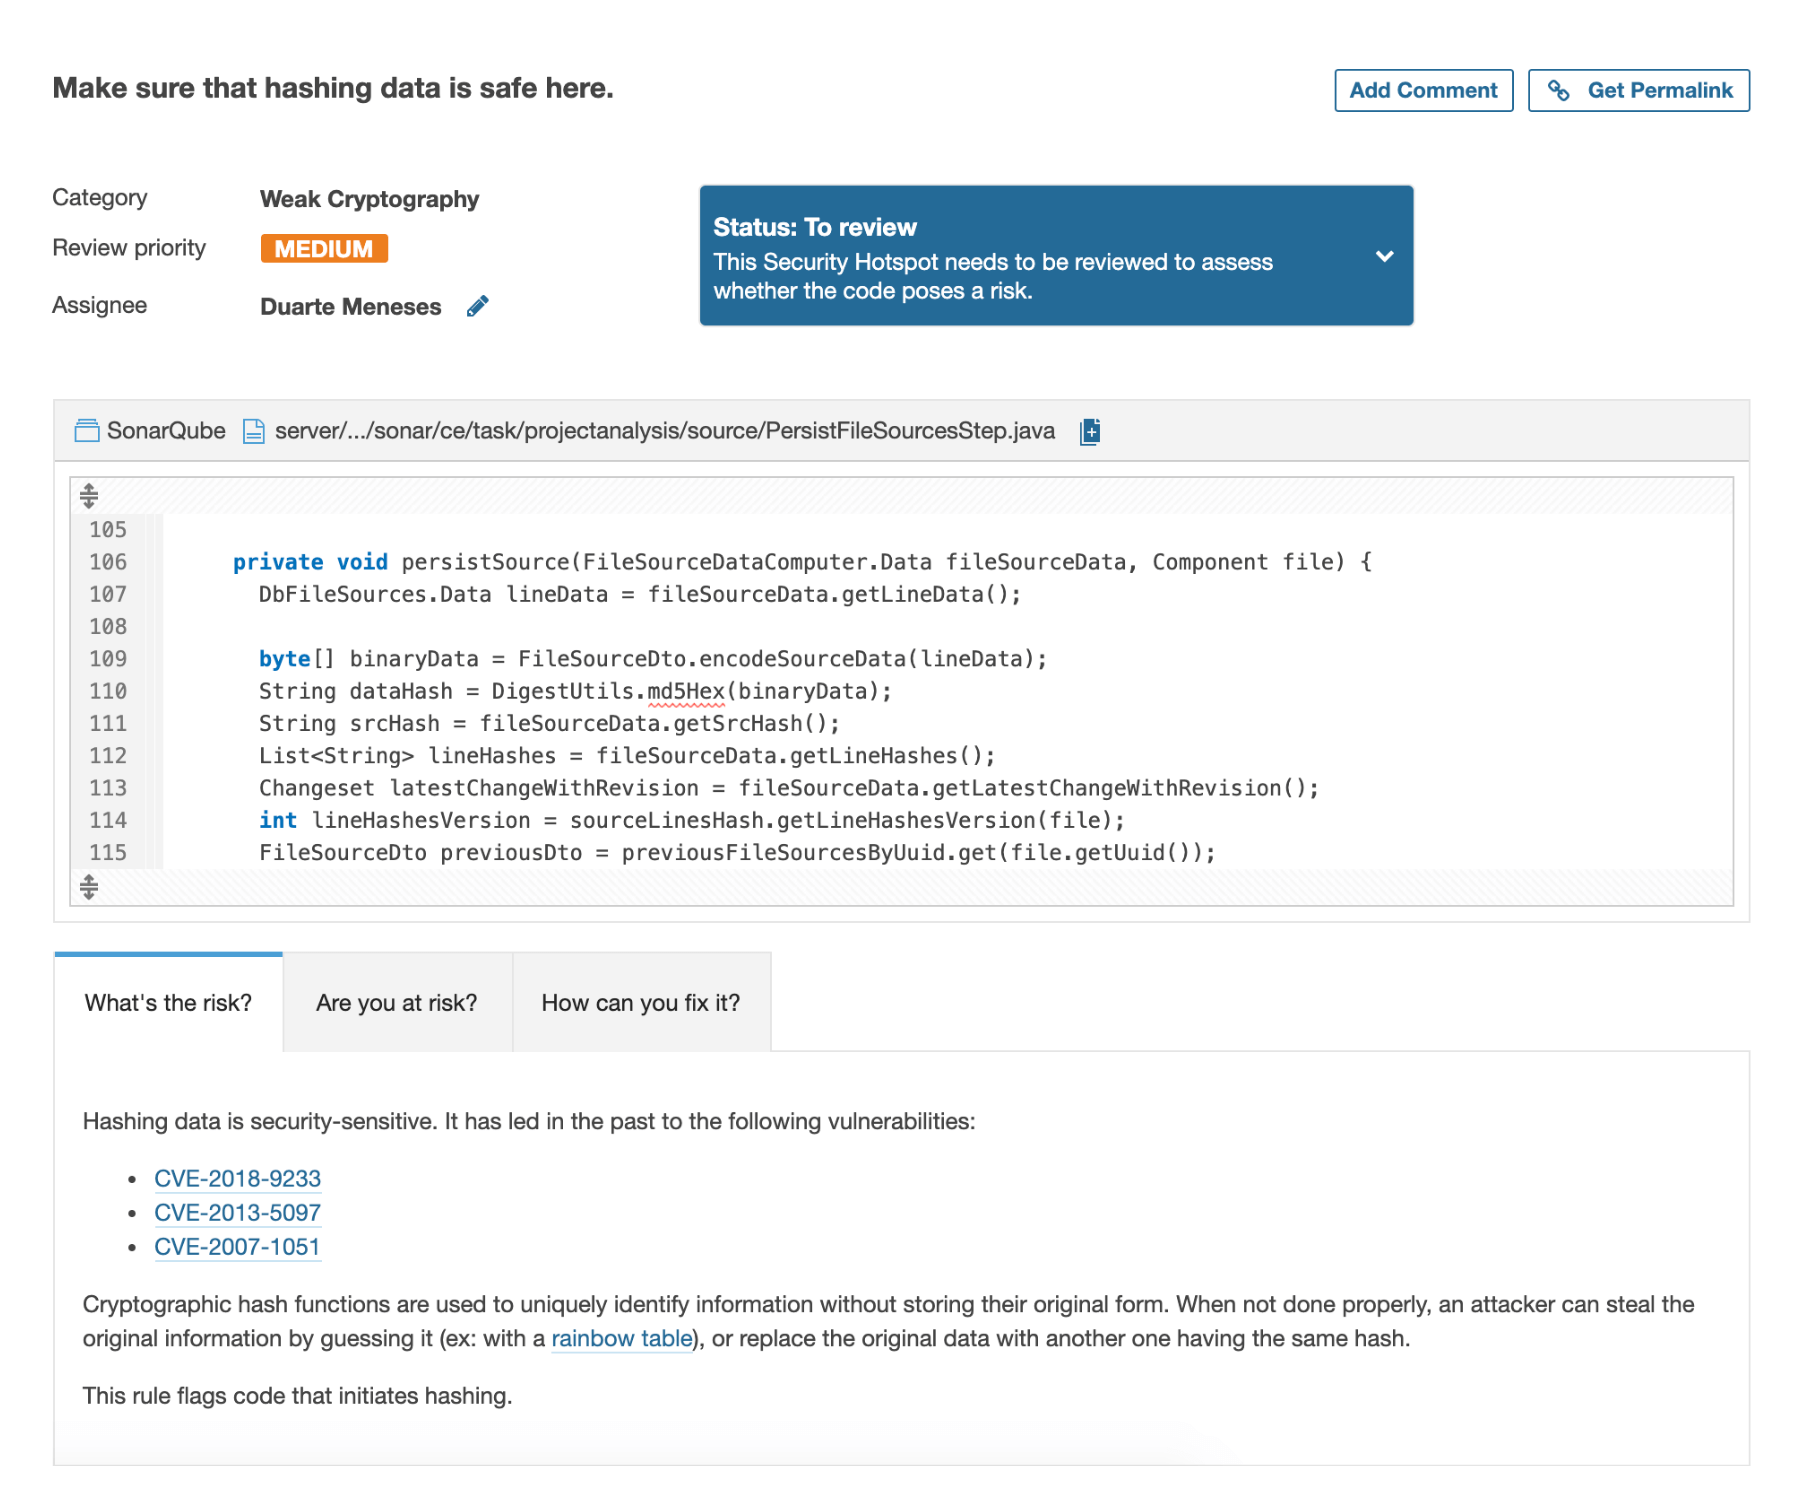 Make sure that hashing data is safe here.
Add Comment
Get Permalink
Category Weak Cryptography
Review priority MEDIUM
Assignee Duarte Meneses
Status: To review
This Security Hotspot needs to be reviewed to assess
whether the code poses a risk.
SonarQube server/.../sonar/ce/task/projectanalysis/source/PersistFileSourcesStep.java
105
106 private void persistSource(FileSourceDataComputer.Data fileSourceData, Component file) {
107 DbFileSources.Data lineData = fileSourceData.getLineData();
108
109 byte[] binaryData = FileSourceDto.encodeSourceData(lineData);
110 String dataHash = DigestUtils.md5Hex(binaryData);
111 String srcHash = fileSourceData.getSrcHash();
112 List<String> lineHashes = fileSourceData.getLineHashes();
113 Changeset latestChangeWithRevision = fileSourceData.getLatestChangeWithRevision();
114 int lineHashesVersion = sourceLinesHash.getLineHashesVersion(file);
115 FileSourceDto previousDto = previousFileSourcesByUuid.get(file.getUuid());
What's the risk? Are you at risk? How can you fix it?
Hashing data is security-sensitive. It has led in the past to the following vulnerabilities:
• CVE-2018-9233
• CVE-2013-5097
• CVE-2007-1051
Cryptographic hash functions are used to uniquely identify information without storing their original form. When not done properly, an attacker can steal the
original information by guessing it (ex: with a rainbow table), or replace the original data with another one having the same hash.
This rule flags code that initiates hashing.